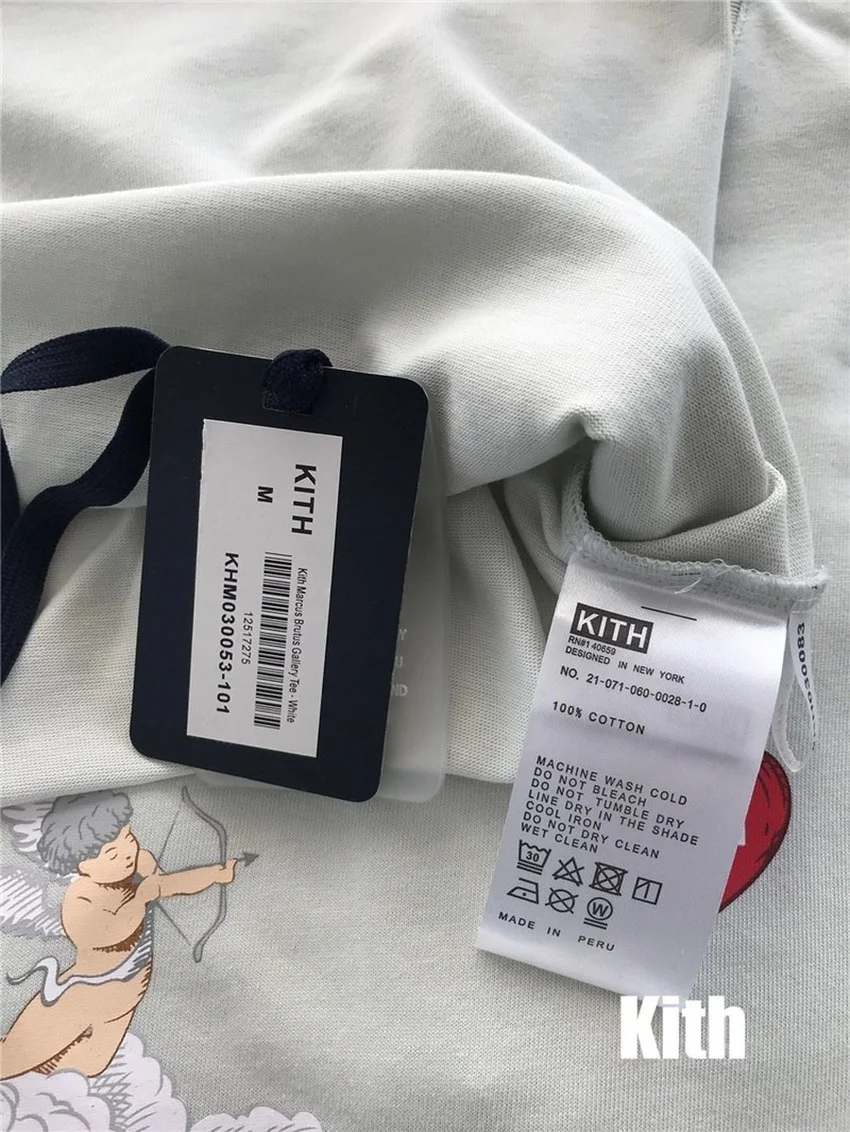 KITH
M
Kith Marcus Brutus Gallery Tee - White
12517275
KHM030053-101
KITH
RN#140659
DESIGNED IN NEW YORK
NO. 21-071-060-0028-1-0
100% COTTON
MACHINE WASH COLD
DO NOT BLEACH
DO NOT TUMBLE DRY
LINE DRY IN THE SHADE
COOL IRON
DO NOT DRY CLEAN
WET CLEAN
30
W
MADE IN PERU
Kith